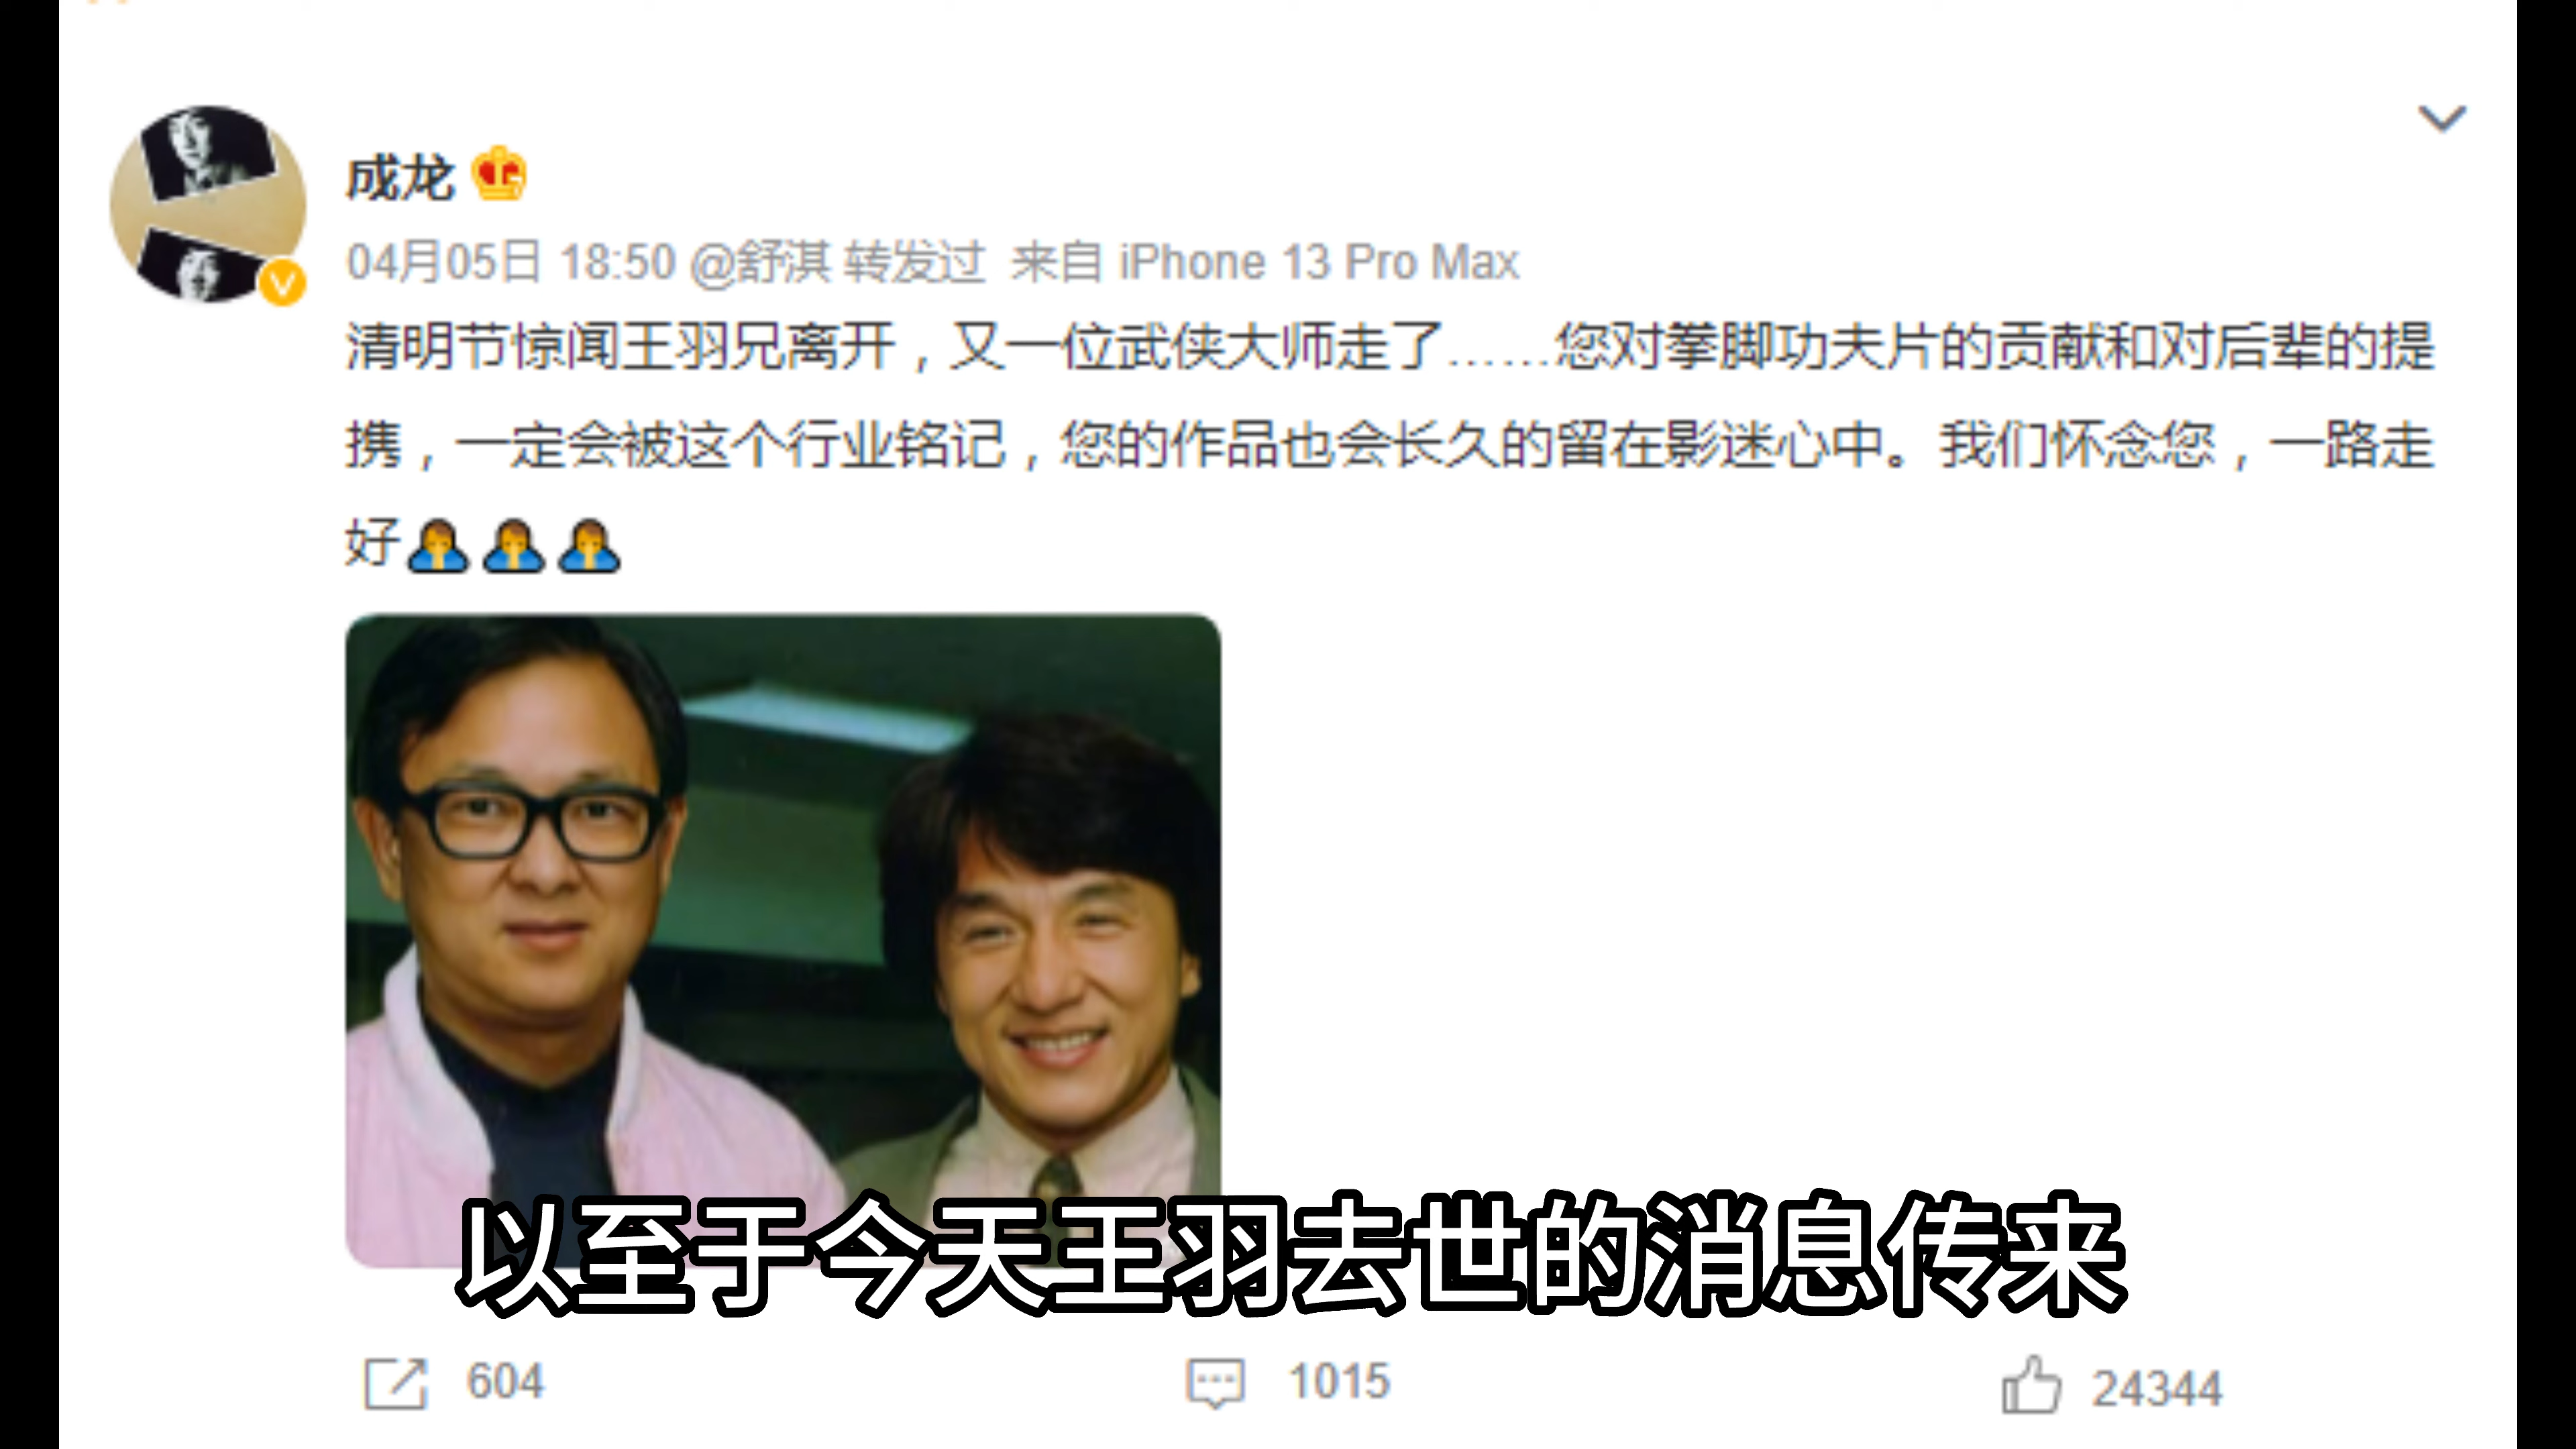 成龙
04月05日 18:50 @舒淇 转发过 来自 iPhone 13 Pro Max
清明节惊闻王羽兄离开，又一位武侠大师走了……您对拳脚功夫片的贡献和对后辈的提
携，一定会被这个行业铭记，您的作品也会长久的留在影迷心中。我们怀念您，一路走
好
以至于今天王羽去世的消息传来
604
1015
24344